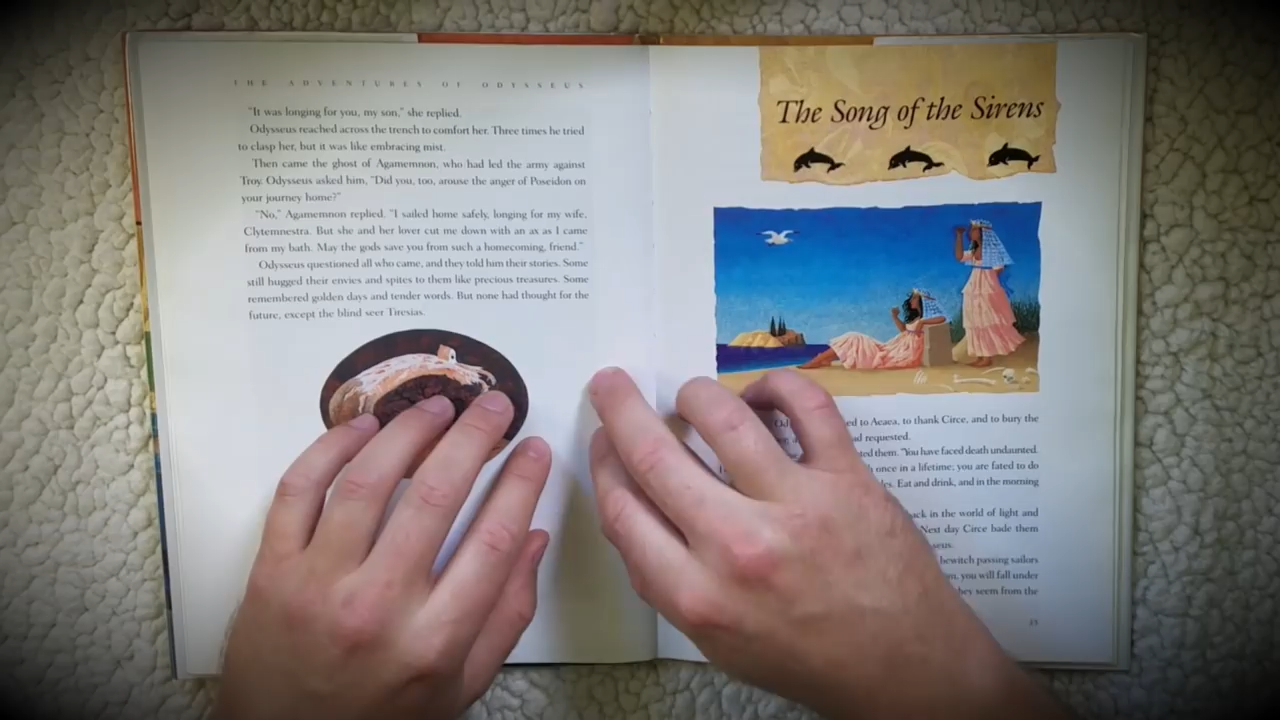 THE ADVENTURES OF ODYSSEUS
"It was longing for you, my son," she replied.
Odysseus reached across the trench to comfort her. Three times he tried
to clasp her, but it was like embracing mist.
Then came the ghost of Agamemnon, who had led the army against
Troy. Odysseus asked him, "Did you, too, arouse the anger of Poseidon on
your journey home?"
"No," Agamemnon replied. "I sailed home safely, longing for my wife,
Clytemnestra. But she and her lover cut me down with an ax as I came
from my bath. May the gods save you from such a homecoming, friend."
Odysseus questioned all who came, and they told him their stories. Some
still hugged their envies and spites to them like precious treasures. Some
remembered golden days and tender words. But none had thought for the
future, except the blind seer Tiresias.
The Song of the Sirens
ed to Aeaea, to thank Circe, and to bury the
ad requested.
ted them. "You have faced death undaunted.
h once in a lifetime; you are fated to do
Eat and drink, and in the morning
ack in the world of light and
Next day Circe bade them
seus.
bewitch passing sailors
m, you will fall under
hey seem from the